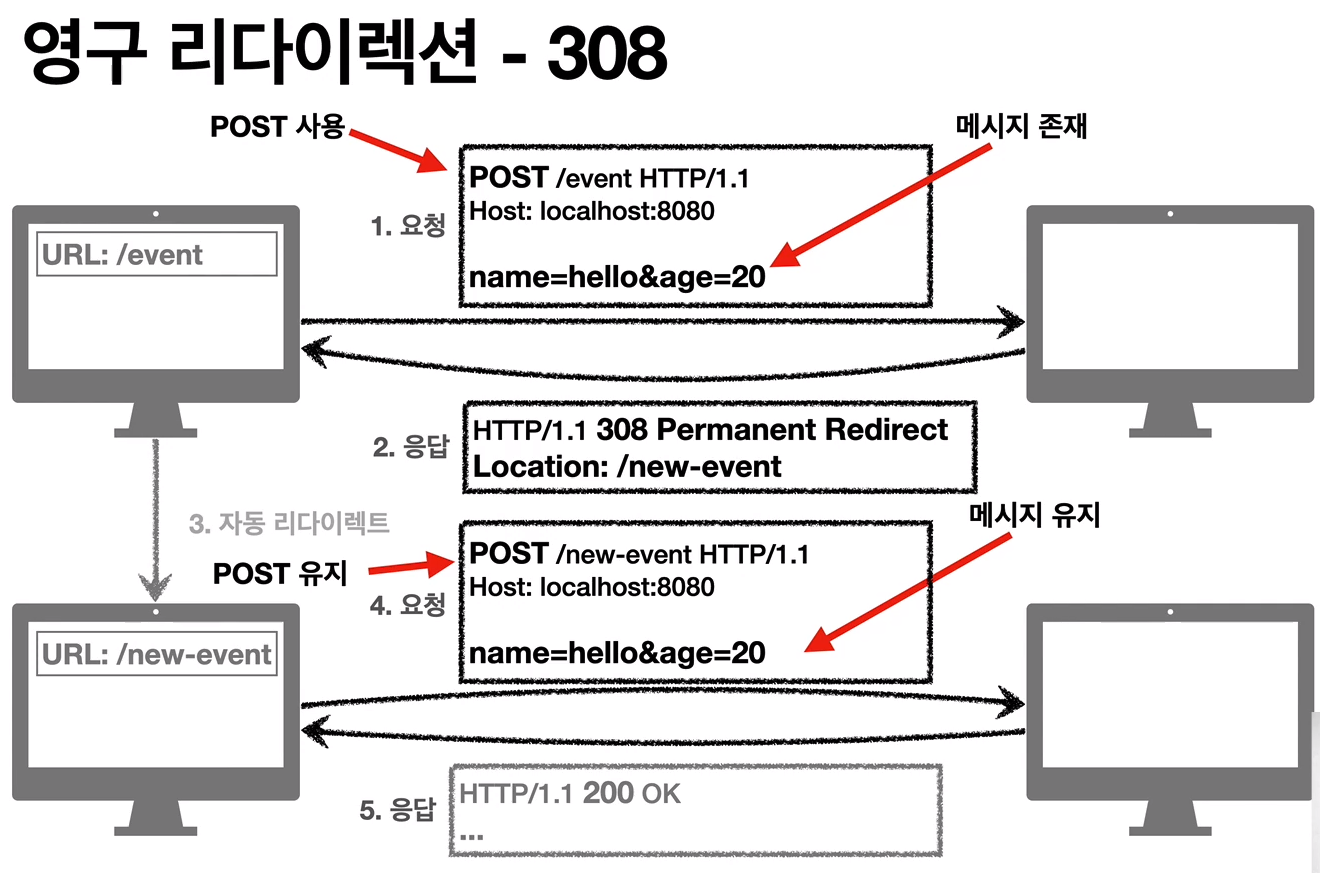 영구 리다이렉션 - 308
POST 사용
메시지 존재
POST /event HTTP/1.1
1. 요청
Host: localhost:8080
URL: /event
name=hello&age=20
2. 응답
HTTP/1.1 308 Permanent Redirect
Location: /new-event
3. 자동 리다이렉트
메시지 유지
POST 유지
POST /new-event HTTP/1.1
4. 요청
Host: localhost:8080
URL: /new-event
name=hello&age=20
5. 응답
HTTP/1.1 200 OK
...